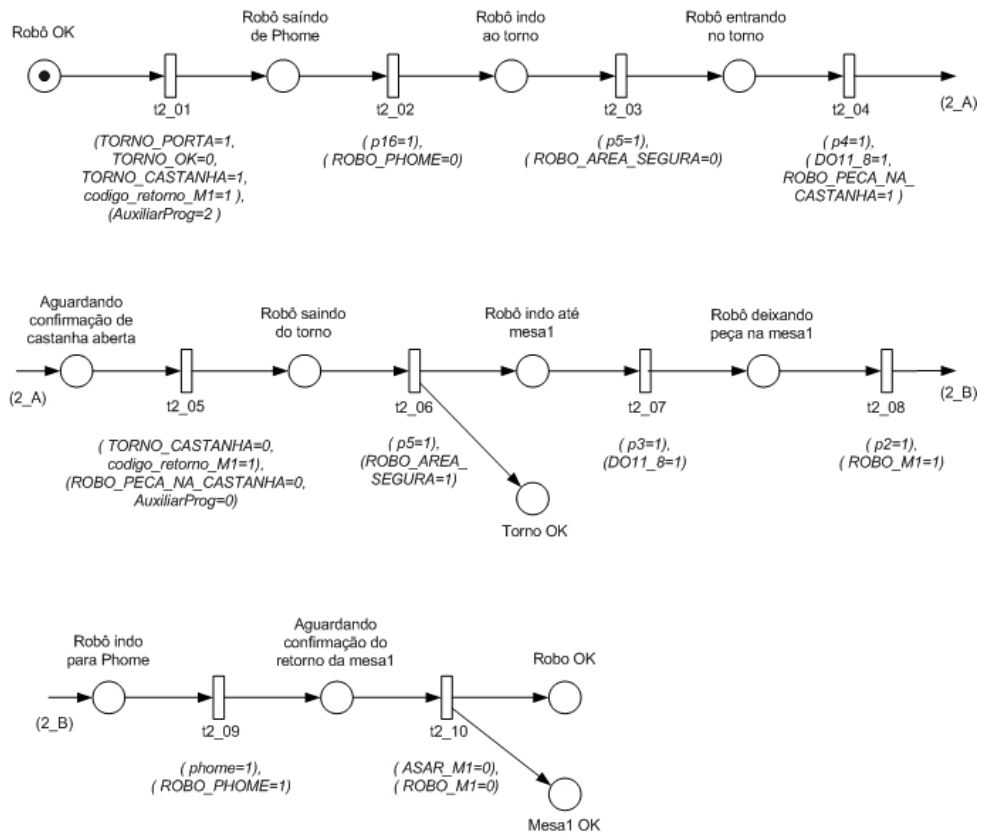 Robô OK
Robô saíndo
de Phome
Robô indo
ao torno
Robô entrando
no torno
t2_01
t2_02
t2_03
t2_04
(2_A)
(TORNO_PORTA=1,
TORNO_OK=0,
TORNO_CASTANHA=1,
codigo_retorno_M1=1 ),
(AuxiliarProg=2 )
( p16=1),
( ROBO_PHOME=0)
( p5=1),
( ROBO_AREA_SEGURA=0)
( p4=1),
( DO11_8=1,
ROBO_PECA_NA_
CASTANHA=1 )
Aguardando
confirmação de
castanha aberta
Robô saindo
do torno
Robô indo até
mesa1
Robô deixando
peça na mesa1
(2_A)
t2_05
t2_06
t2_07
t2_08
(2_B)
( TORNO_CASTANHA=0,
codigo_retorno_M1=1),
(ROBO_PECA_NA_CASTANHA=0,
AuxiliarProg=0)
( p5=1),
(ROBO_AREA_
SEGURA=1)
( p3=1),
(DO11_8=1)
( p2=1),
( ROBO_M1=1)
Torno OK
Robô indo
para Phome
Aguardando
confirmação do
retorno da mesa1
Robo OK
(2_B)
t2_09
t2_10
( phome=1),
( ROBO_PHOME=1)
( ASAR_M1=0),
( ROBO_M1=0)
Mesa1 OK